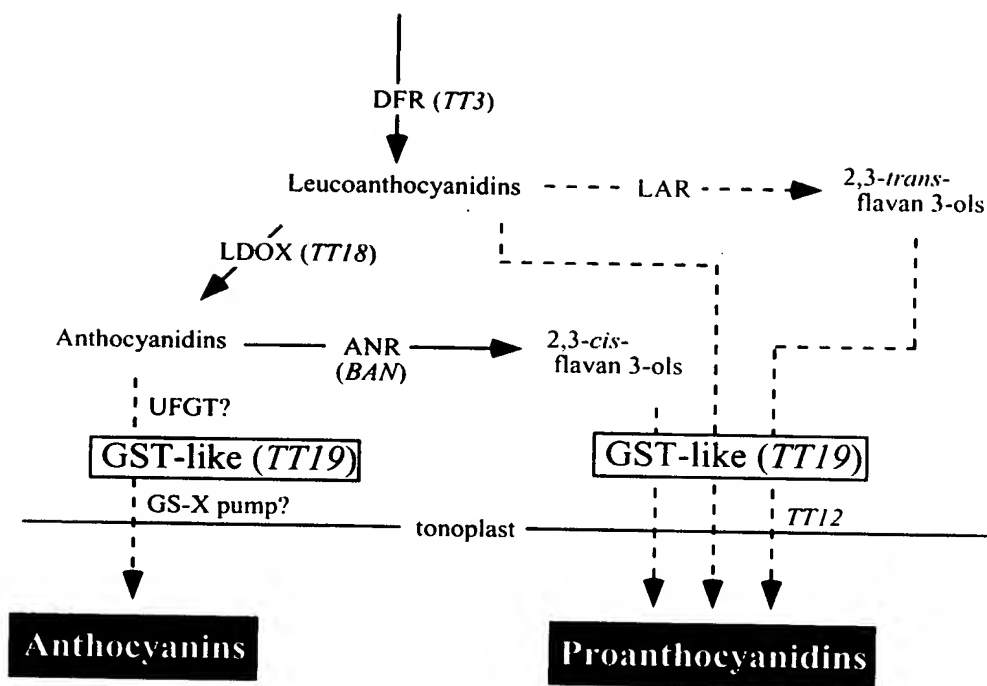 DFR (TT3)
Leucoanthocyanidins
LAR
2,3-trans-
flavan 3-ols
LDOX (TT18)
Anthocyanidins
ANR
(BAN)
2,3-cis-
flavan 3-ols
UFGT?
GST-like (TT19)
GST-like (TT19)
GS-X pump?
TT12
tonoplast
Anthocyanins
Proanthocyanidins